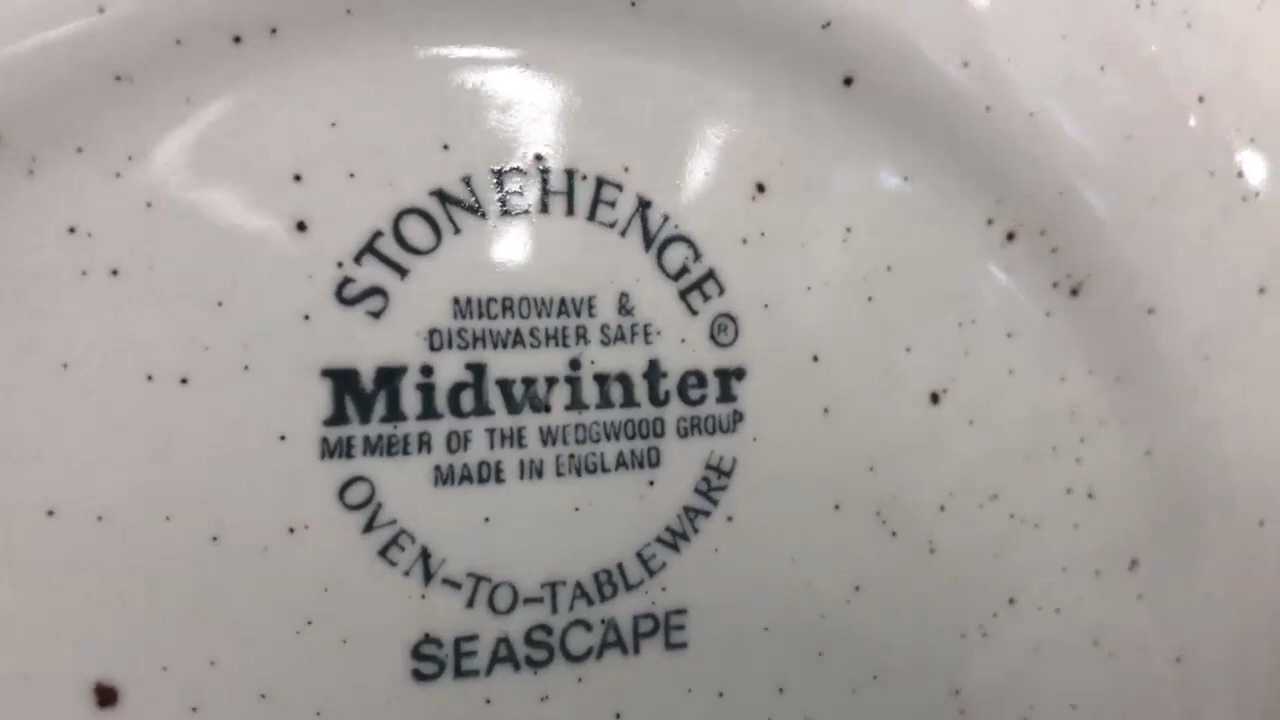 STONEHENGE ®
MICROWAVE &
DISHWASHER SAFE
Midwinter
MEMBER OF THE WEDGWOOD GROUP
MADE IN ENGLAND
OVEN-TO-TABLEWARE
SEASCAPE